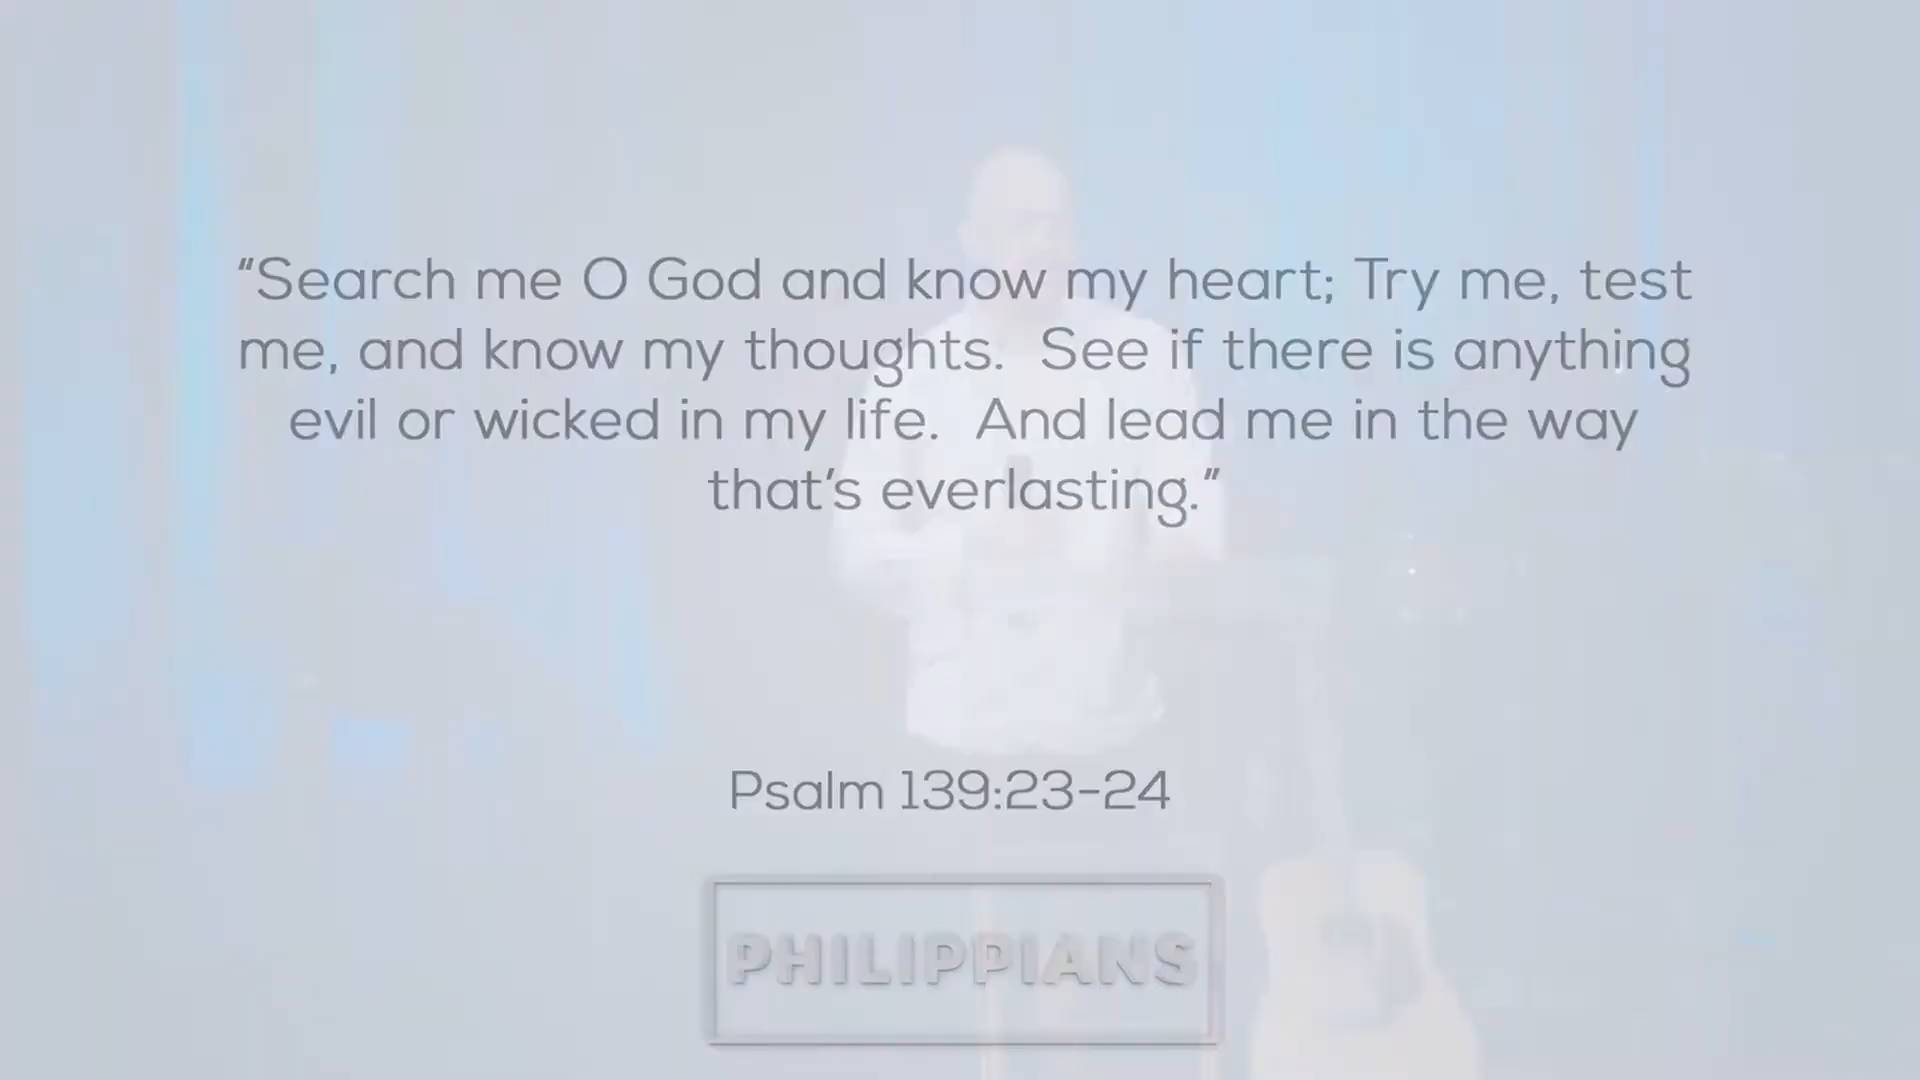 “Search me O God and know my heart; Try me, test
me, and know my thoughts.  See if there is anything
evil or wicked in my life.  And lead me in the way
that’s everlasting.”
Psalm 139:23-24
PHILIPPIANS